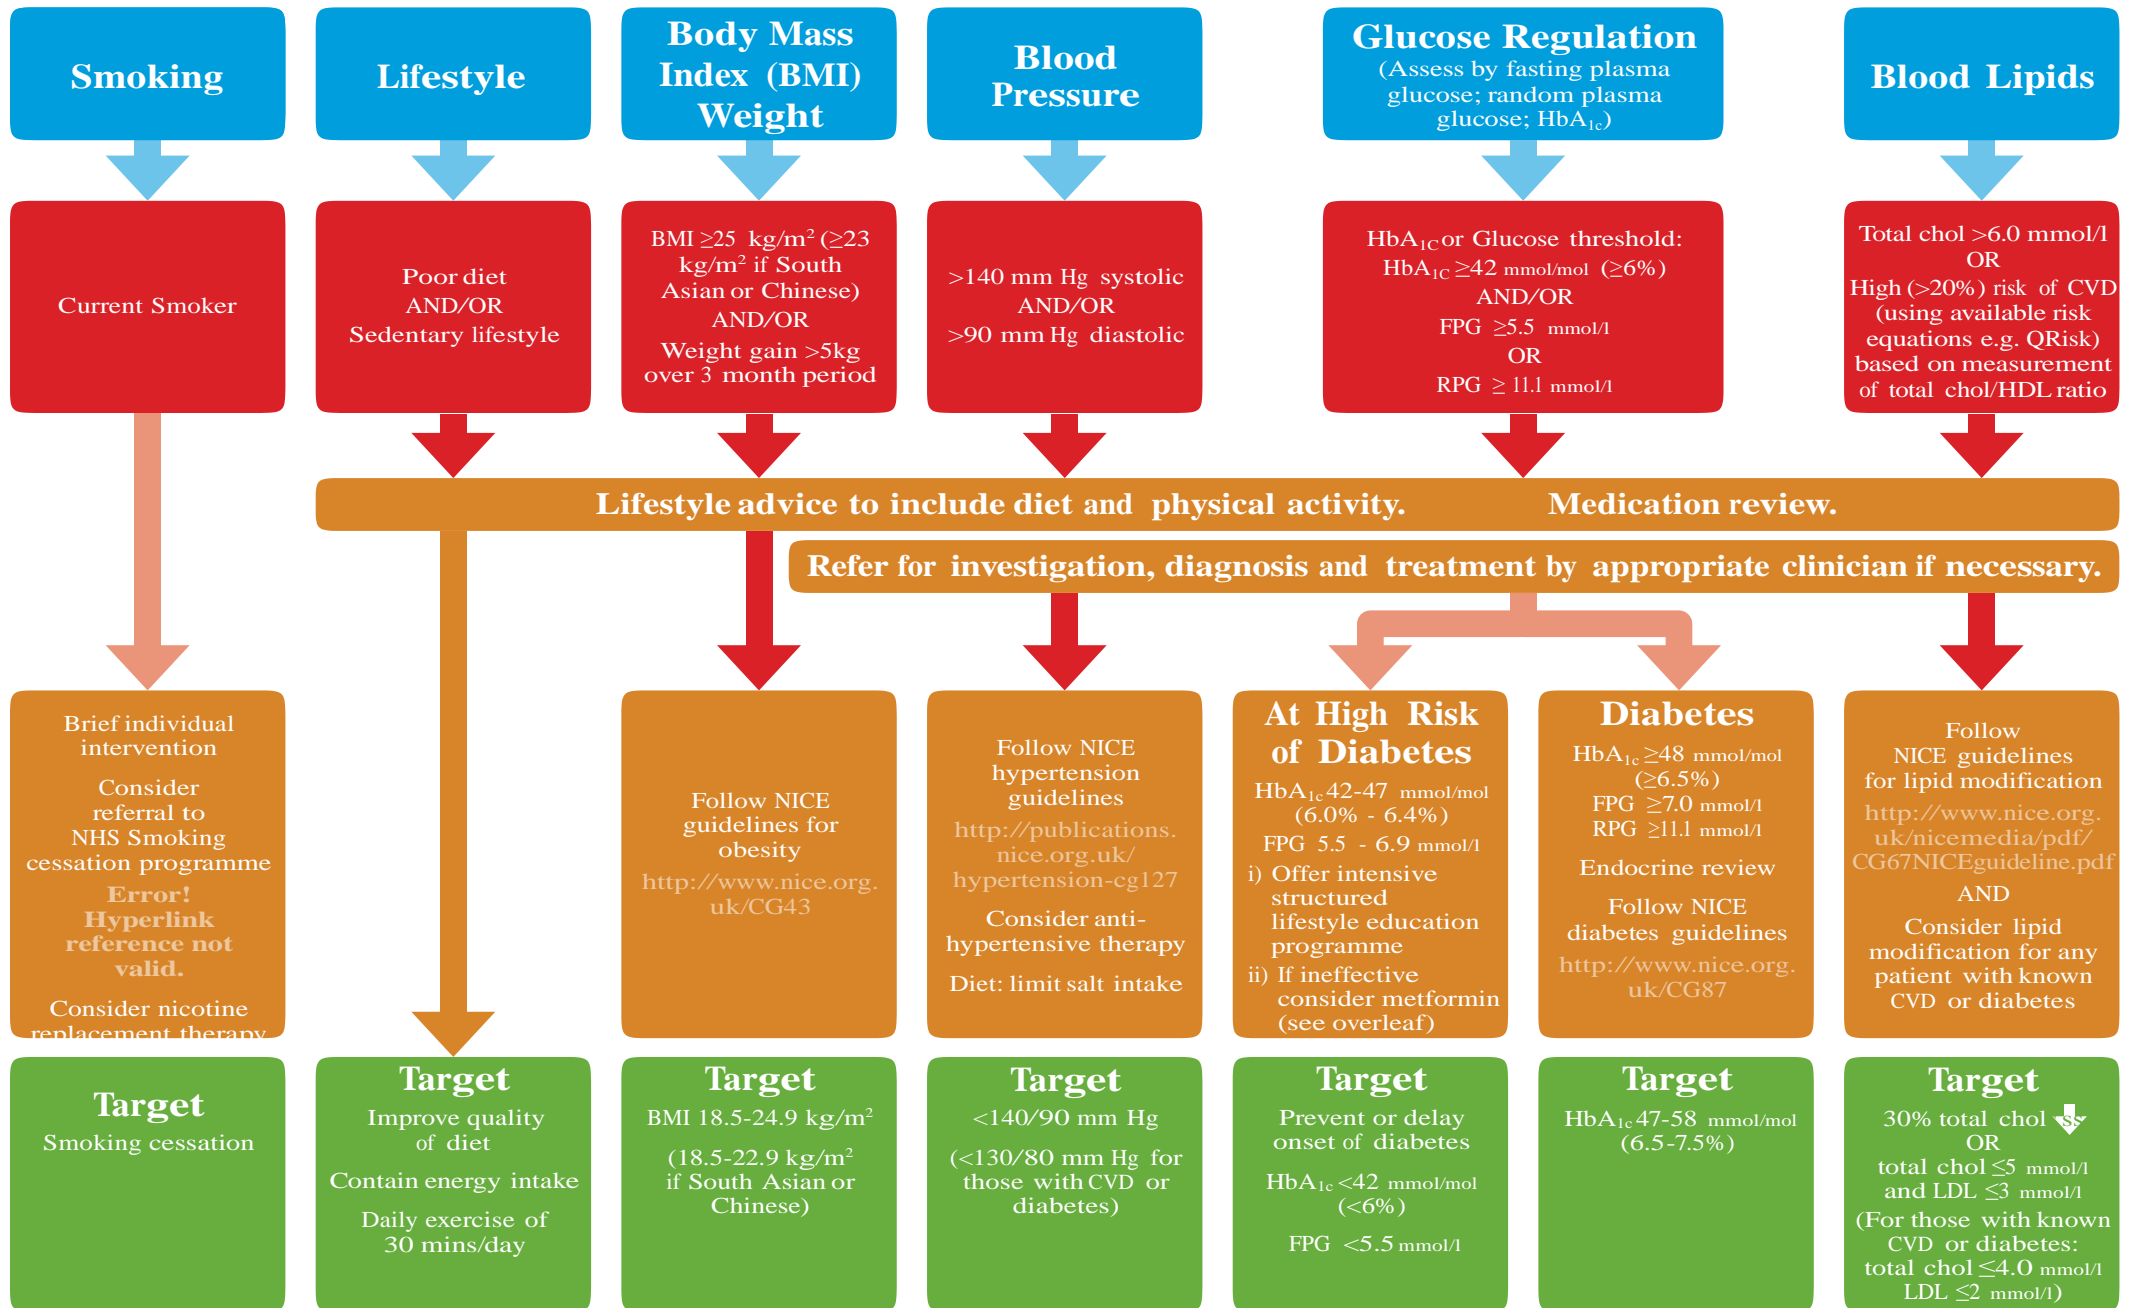 Smoking
Lifestyle
Body Mass
Index (BMI)
Weight
Blood
Pressure
Glucose Regulation
(Assess by fasting plasma
glucose; random plasma
glucose; HbA1c)
Blood Lipids
Current Smoker
Poor diet
AND/OR
Sedentary lifestyle
BMI ≥25 kg/m² (≥23
kg/m² if South
Asian or Chinese)
AND/OR
Weight gain >5kg
over 3 month period
>140 mm Hg systolic
AND/OR
>90 mm Hg diastolic
HbA1C or Glucose threshold:
HbA1C ≥42 mmol/mol (≥6%)
AND/OR
FPG ≥5.5 mmol/l
OR
RPG ≥ 11.1 mmol/l
Total chol >6.0 mmol/l
OR
High (>20%) risk of CVD
(using available risk
equations e.g. QRisk)
based on measurement
of total chol/HDL ratio
Lifestyle advice to include diet and physical activity. Medication review.
Refer for investigation, diagnosis and treatment by appropriate clinician if necessary.
Brief individual
intervention
Consider
referral to
NHS Smoking
cessation programme
Error!
Hyperlink
reference not
valid.
Consider nicotine
replacement therapy
Follow NICE
guidelines for
obesity
http://www.nice.org.
uk/CG43
Follow NICE
hypertension
guidelines
http://publications.
nice.org.uk/
hypertension-cg127
Consider anti-
hypertensive therapy
Diet: limit salt intake
At High Risk
of Diabetes
HbA1c 42-47 mmol/mol
(6.0% - 6.4%)
FPG 5.5 - 6.9 mmol/l
i) Offer intensive
structured
lifestyle education
programme
ii) If ineffective
consider metformin
(see overleaf)
Diabetes
HbA1c ≥48 mmol/mol
(≥6.5%)
FPG ≥7.0 mmol/l
RPG ≥11.1 mmol/l
Endocrine review
Follow NICE
diabetes guidelines
http://www.nice.org.
uk/CG87
Follow
NICE guidelines
for lipid modification
http://www.nice.org.
uk/nicemedia/pdf/
CG67NICEguideline.pdf
AND
Consider lipid
modification for any
patient with known
CVD or diabetes
Target
Smoking cessation
Target
Improve quality
of diet
Contain energy intake
Daily exercise of
30 mins/day
Target
BMI 18.5-24.9 kg/m²
(18.5-22.9 kg/m²
if South Asian or
Chinese)
Target
<140/90 mm Hg
(<130/80 mm Hg for
those with CVD or
diabetes)
Target
Prevent or delay
onset of diabetes
HbA1c <42 mmol/mol
(<6%)
FPG <5.5 mmol/l
Target
HbA1c 47-58 mmol/mol
(6.5-7.5%)
Target
30% total chol
OR
total chol ≤5 mmol/l
and LDL ≤3 mmol/l
(For those with known
CVD or diabetes:
total chol ≤4.0 mmol/l
LDL ≤2 mmol/l)